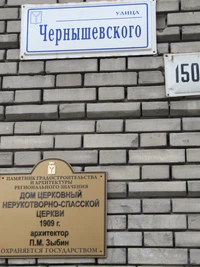 УЛИЦА
Чернышевского
150
ПАМЯТНИК ГРАДОСТРОИТЕЛЬСТВА
И АРХИТЕКТУРЫ
РЕГИОНАЛЬНОГО ЗНАЧЕНИЯ
ДОМ ЦЕРКОВНЫЙ
НЕРУКОТВОРНО-СПАССКОЙ
ЦЕРКВИ
1909 г.
архитектор
П.М. Зыбин
ОХРАНЯЕТСЯ ГОСУДАРСТВОМ